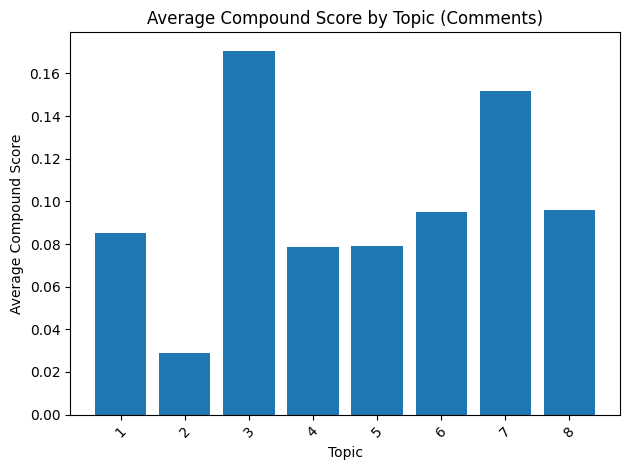 Average Compound Score by Topic (Comments)
Average Compound Score
0.16
0.14
0.12
0.10
0.08
0.06
0.04
0.02
0.00
1 2 3 4 5 6 7 8
Topic